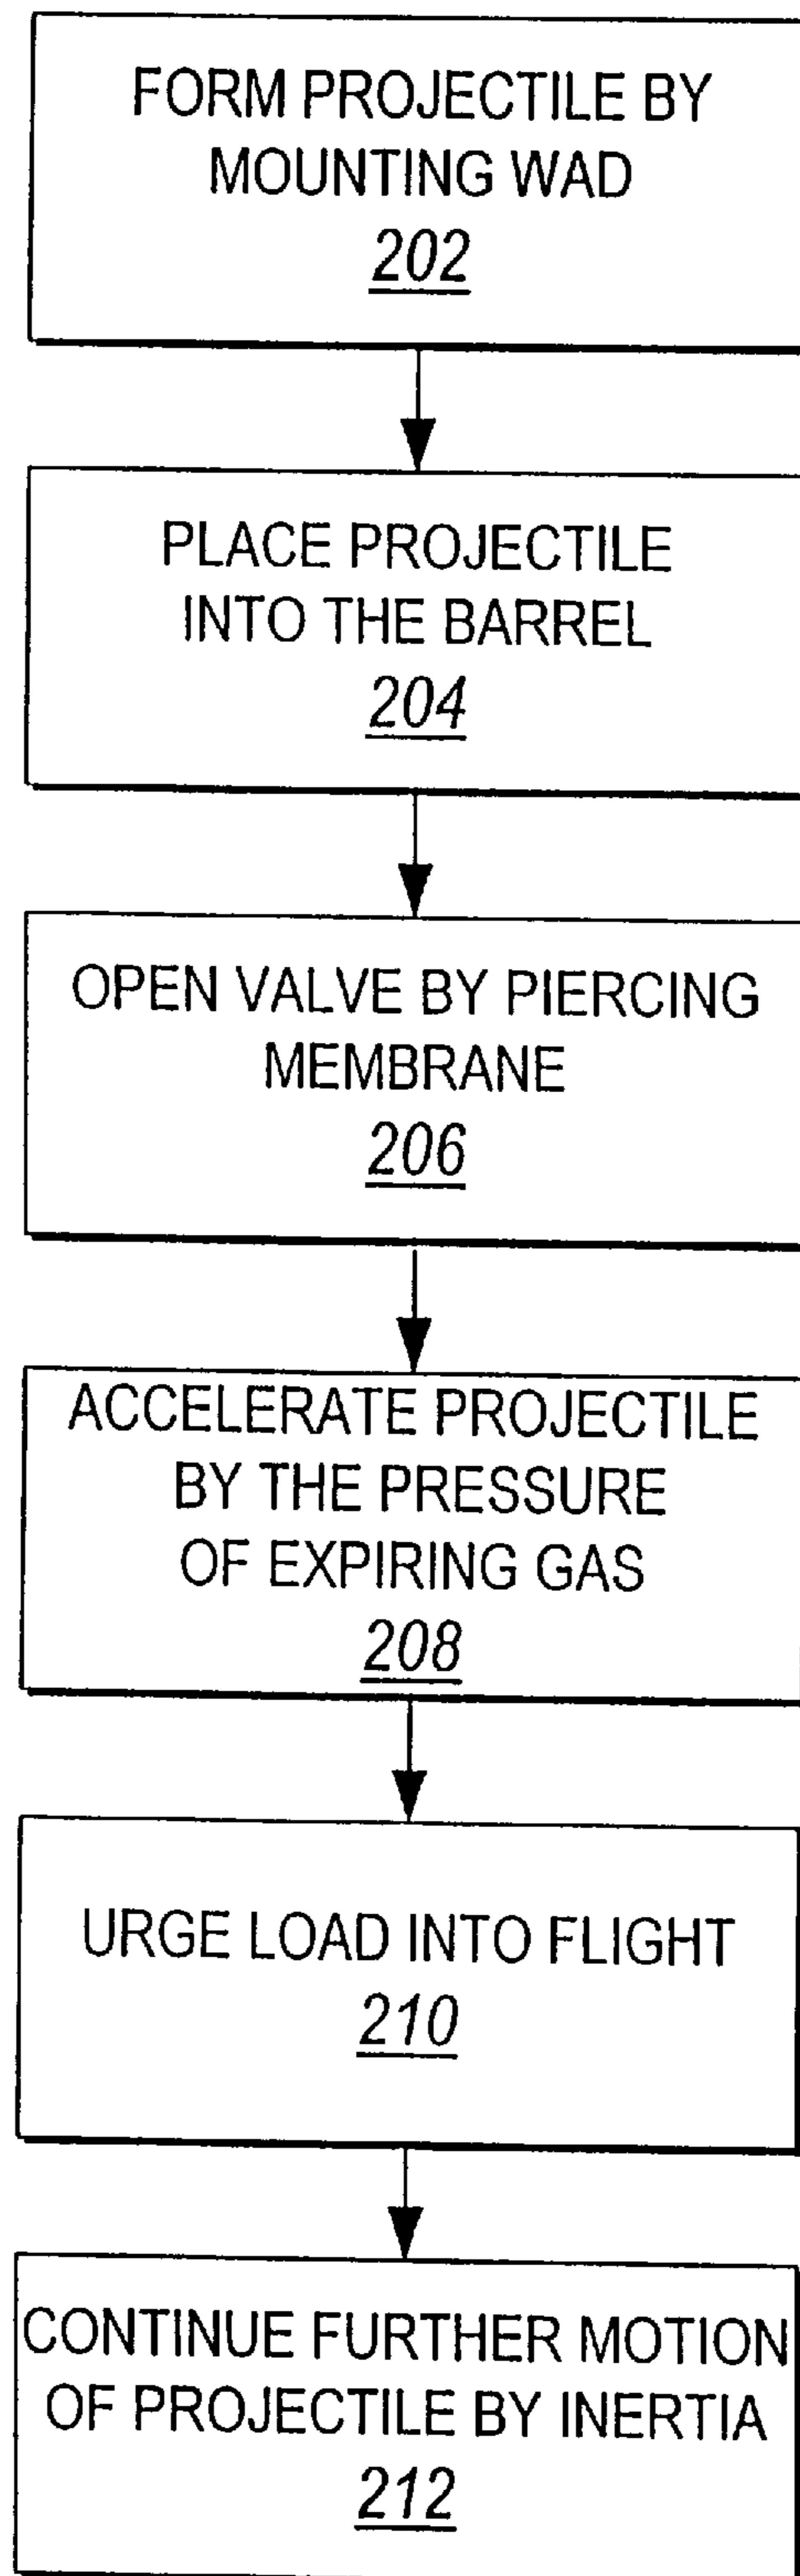 FORM PROJECTILE BY
MOUNTING WAD
202
PLACE PROJECTILE
INTO THE BARREL
204
OPEN VALVE BY PIERCING
MEMBRANE
206
ACCELERATE PROJECTILE
BY THE PRESSURE
OF EXPIRING GAS
208
URGE LOAD INTO FLIGHT
210
CONTINUE FURTHER MOTION
OF PROJECTILE BY INERTIA
212